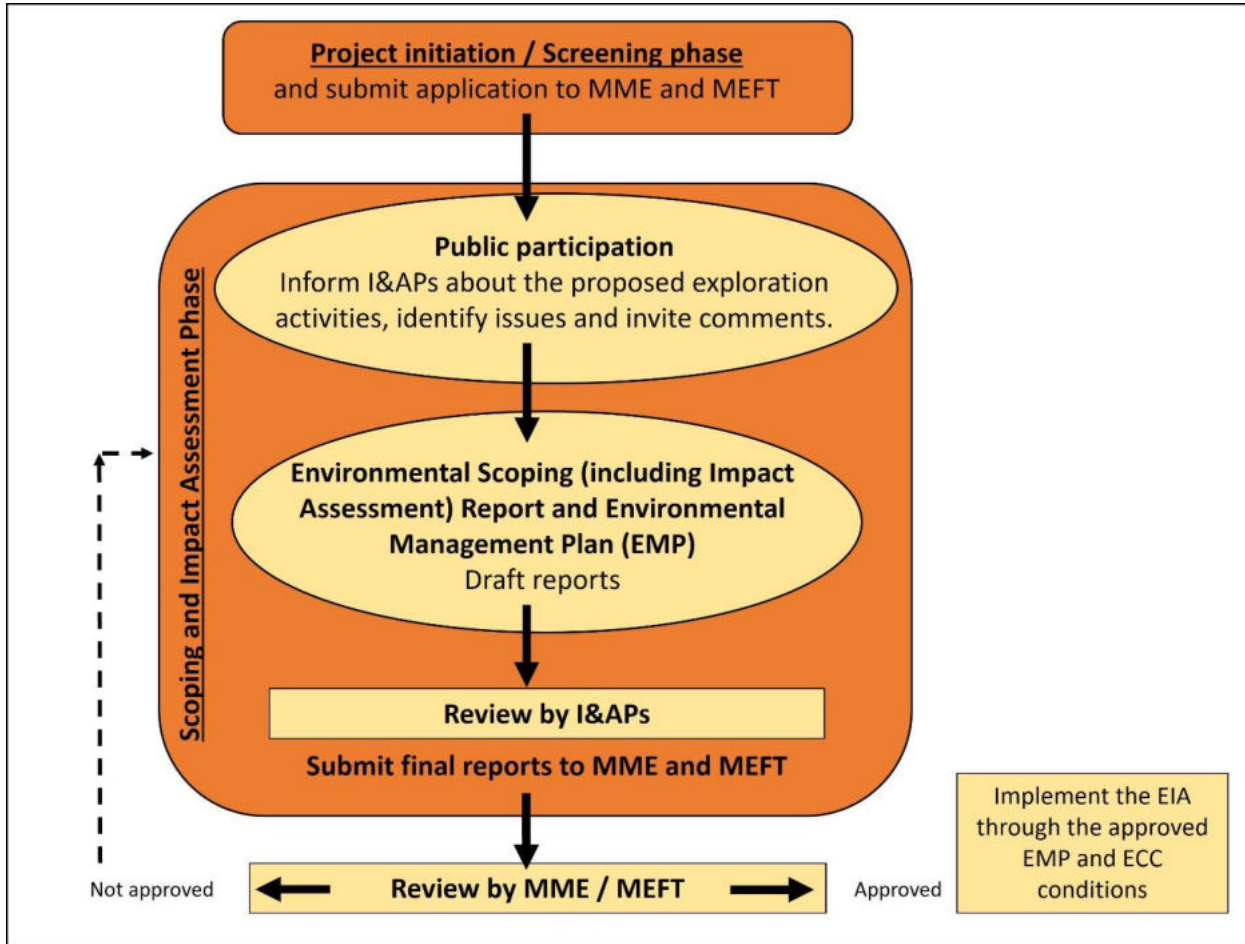 Project initiation / Screening phase
and submit application to MME and MEFT
Scoping and Impact Assessment Phase
Public participation
Inform I&APs about the proposed exploration
activities, identify issues and invite comments.
Environmental Scoping (including Impact
Assessment) Report and Environmental
Management Plan (EMP)
Draft reports
Review by I&APs
Submit final reports to MME and MEFT
Not approved
Review by MME / MEFT
Approved
Implement the EIA
through the approved
EMP and ECC
conditions